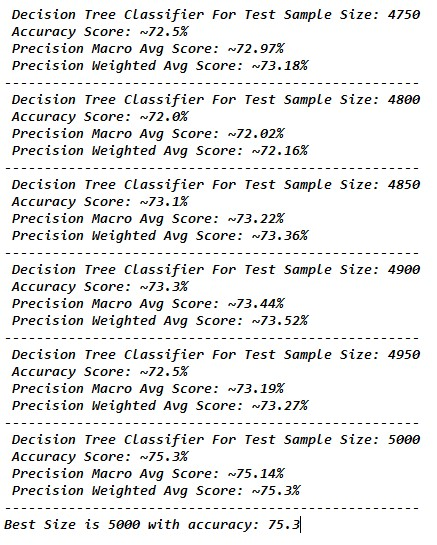 Decision Tree Classifier For Test Sample Size: 4750
Accuracy Score: ~72.5%
Precision Macro Avg Score: ~72.97%
Precision Weighted Avg Score: ~73.18%
----------------------------------------------------
Decision Tree Classifier For Test Sample Size: 4800
Accuracy Score: ~72.0%
Precision Macro Avg Score: ~72.02%
Precision Weighted Avg Score: ~72.16%
----------------------------------------------------
Decision Tree Classifier For Test Sample Size: 4850
Accuracy Score: ~73.1%
Precision Macro Avg Score: ~73.22%
Precision Weighted Avg Score: ~73.36%
----------------------------------------------------
Decision Tree Classifier For Test Sample Size: 4900
Accuracy Score: ~73.3%
Precision Macro Avg Score: ~73.44%
Precision Weighted Avg Score: ~73.52%
----------------------------------------------------
Decision Tree Classifier For Test Sample Size: 4950
Accuracy Score: ~72.5%
Precision Macro Avg Score: ~73.19%
Precision Weighted Avg Score: ~73.27%
----------------------------------------------------
Decision Tree Classifier For Test Sample Size: 5000
Accuracy Score: ~75.3%
Precision Macro Avg Score: ~75.14%
Precision Weighted Avg Score: ~75.3%
----------------------------------------------------
Best Size is 5000 with accuracy: 75.3